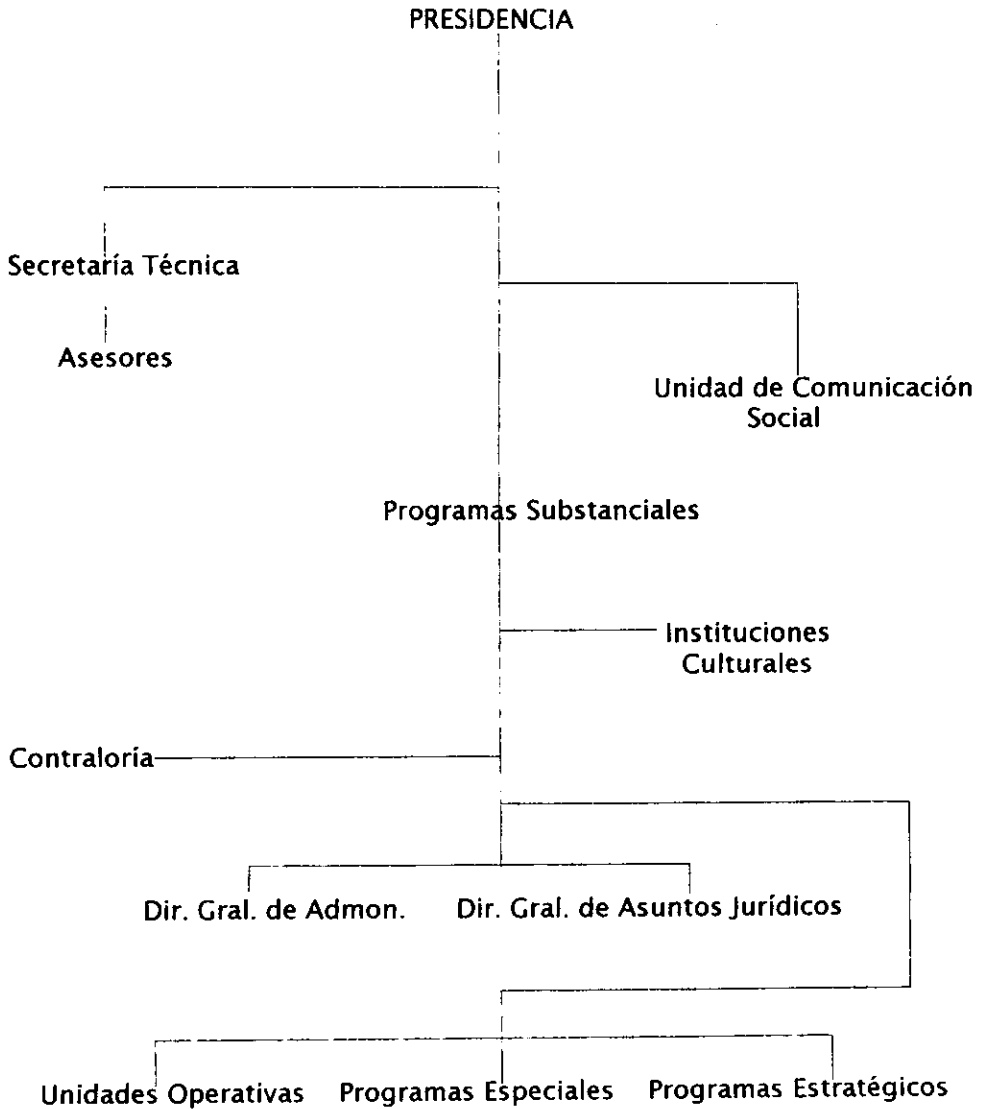 PRESIDENCIA
Secretaría Técnica
Asesores
Unidad de Comunicación
Social
Programas Substanciales
Instituciones
Culturales
Contraloría
Dir. Gral. de Admon.
Dir. Gral. de Asuntos Jurídicos
Unidades Operativas
Programas Especiales
Programas Estratégicos